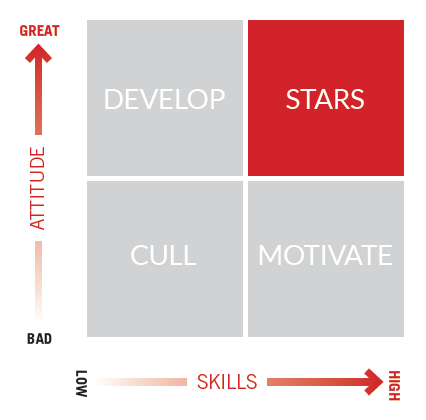 GREAT
DEVELOP
STARS
ATTITUDE
CULL
MOTIVATE
BAD
LOW
SKILLS
HIGH